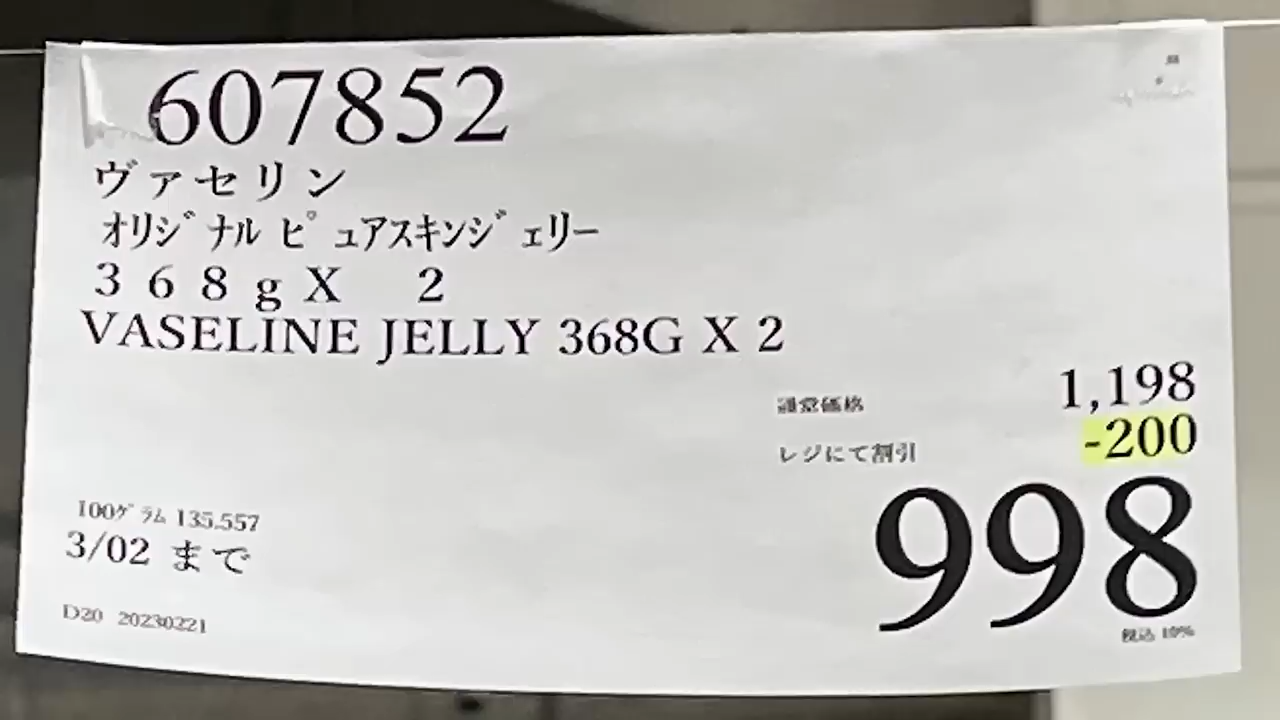 607852
ヴァセリン
オリジナル ピュアスキンジェリー
368gX 2
VASELINE JELLY 368G X 2
通常価格 1,198
レジにて割引 -200
998
税込 10%
100グラム 135.557
3/02 まで
D20 20230221